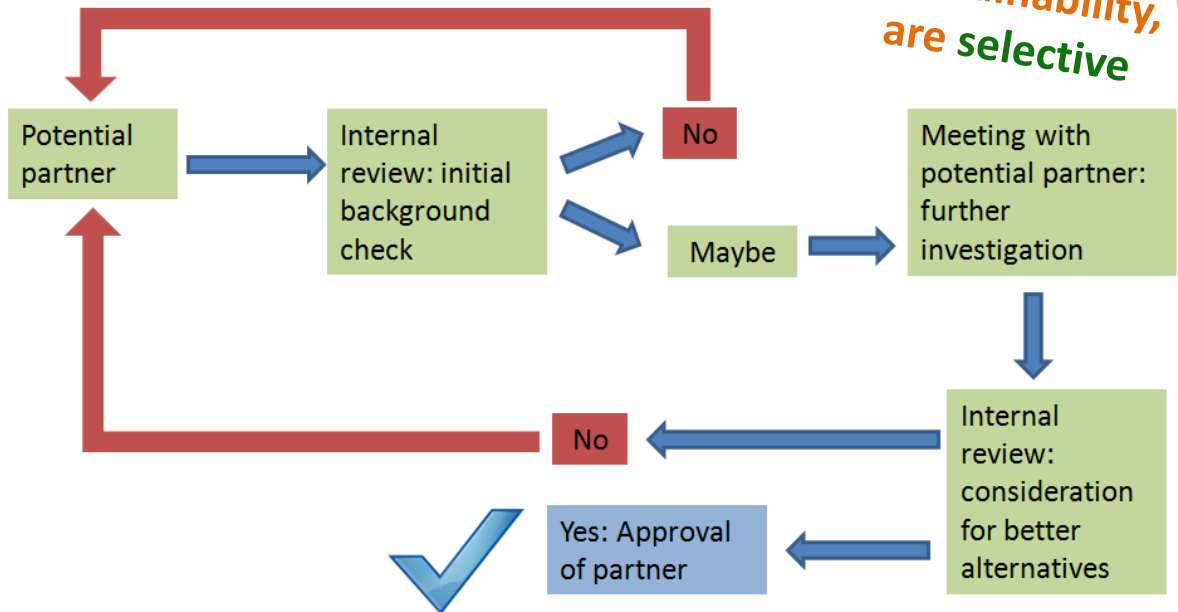 are selective
Potential
partner
Internal
review: initial
background
check
No
Maybe
Meeting with
potential partner:
further
investigation
Internal
review:
consideration
for better
alternatives
No
Yes: Approval
of partner